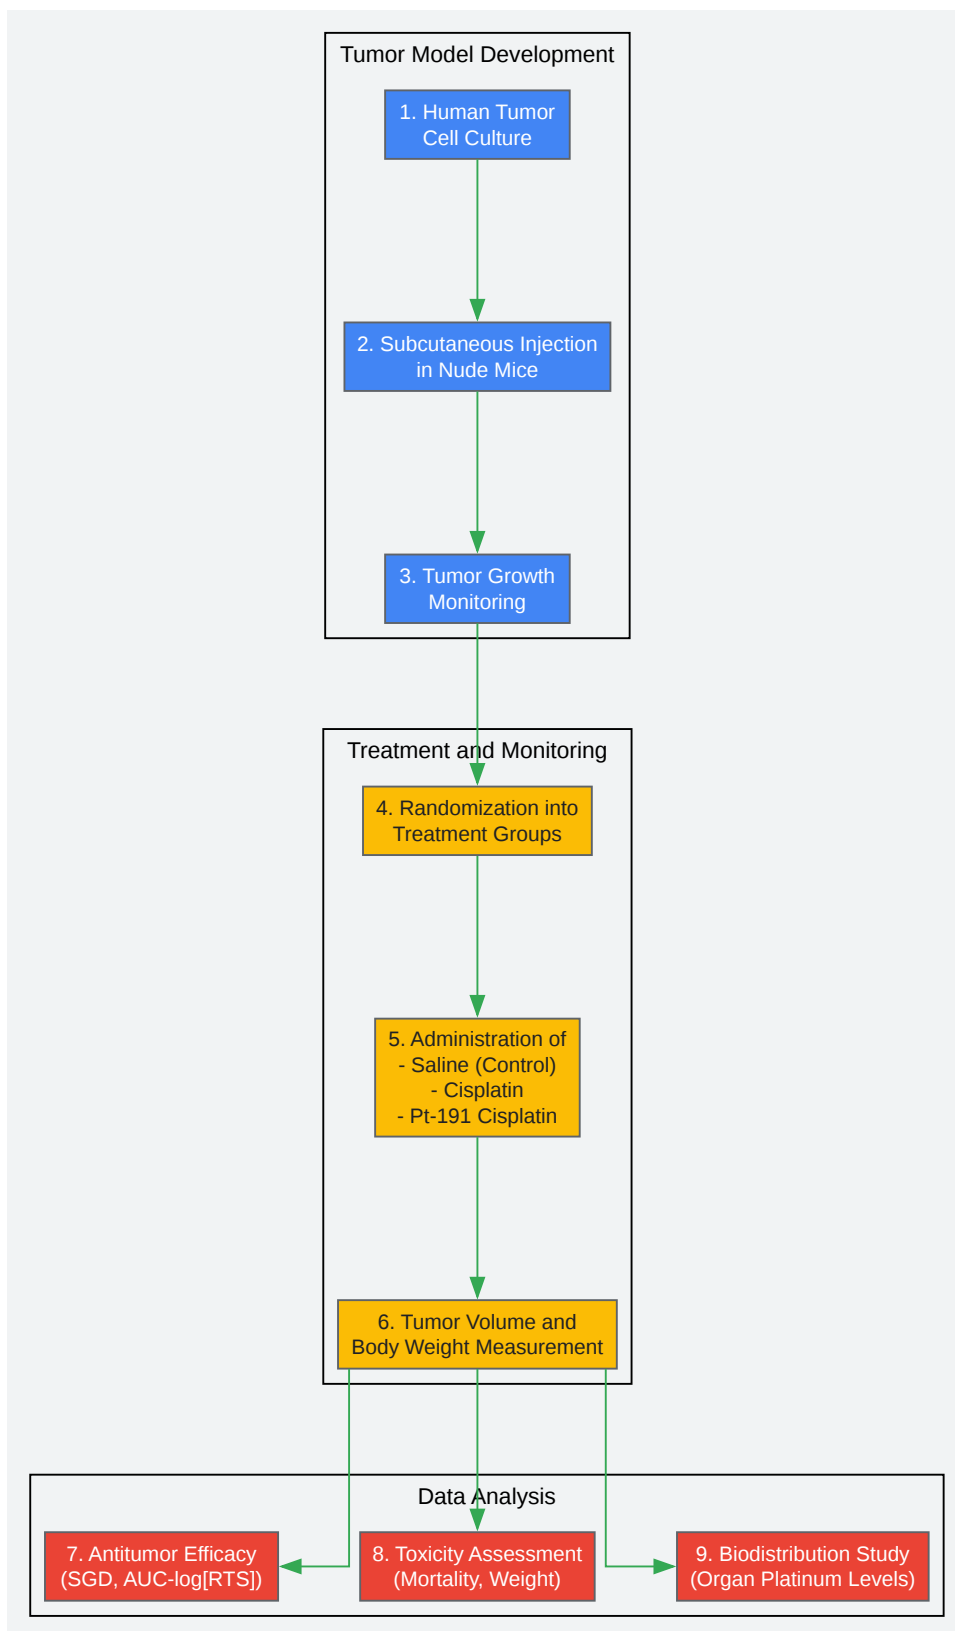 Tumor Model Development
1. Human Tumor
Cell Culture
2. Subcutaneous Injection
in Nude Mice
3. Tumor Growth
Monitoring
Treatment and Monitoring
4. Randomization into
Treatment Groups
5. Administration of
- Saline (Control)
- Cisplatin
- Pt-191 Cisplatin
6. Tumor Volume and
Body Weight Measurement
Data Analysis
7. Antitumor Efficacy
(SGD, AUC-log[RTS])
8. Toxicity Assessment
(Mortality, Weight)
9. Biodistribution Study
(Organ Platinum Levels)